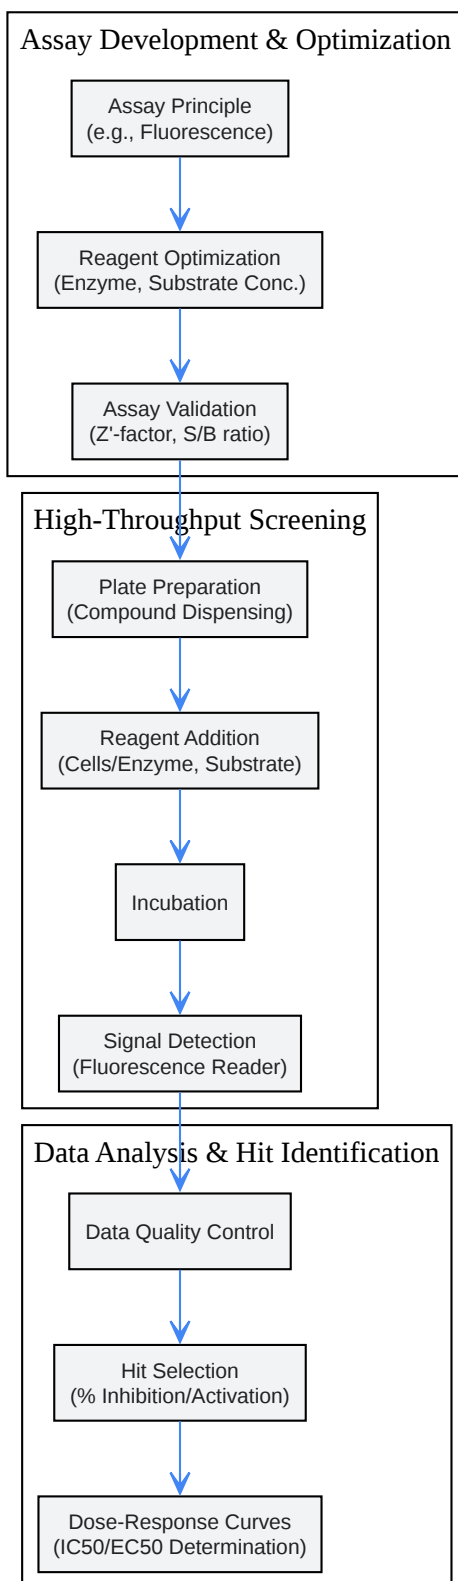 Assay Development & Optimization
Assay Principle
(e.g., Fluorescence)
Reagent Optimization
(Enzyme, Substrate Conc.)
Assay Validation
(Z'-factor, S/B ratio)
High-Throughput Screening
Plate Preparation
(Compound Dispensing)
Reagent Addition
(Cells/Enzyme, Substrate)
Incubation
Signal Detection
(Fluorescence Reader)
Data Analysis & Hit Identification
Data Quality Control
Hit Selection
(% Inhibition/Activation)
Dose-Response Curves
(IC50/EC50 Determination)